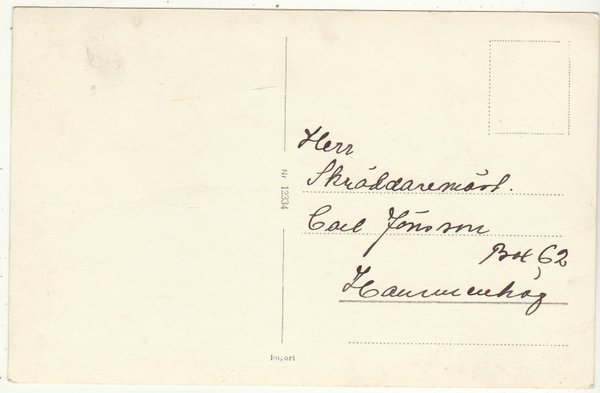 Herr
Skräddaremäst.
Carl Jönsson
Box 62
Hammenhög
Nr 12334
Import